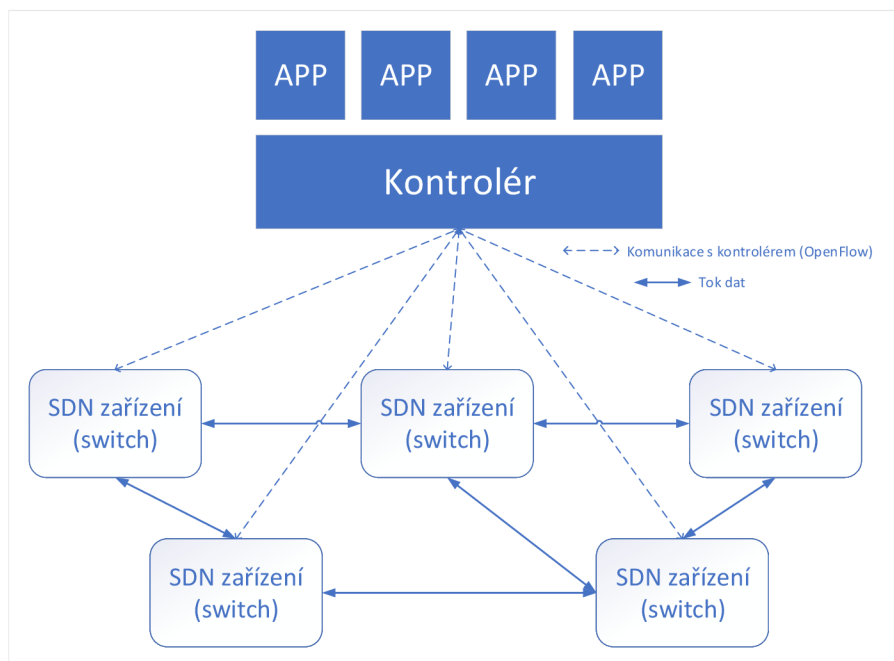 APP APP APP APP
Kontrolér
Komunikace s kontrolérem (OpenFlow)
Tok dat
SDN zařízení
(switch)
SDN zařízení
(switch)
SDN zařízení
(switch)
SDN zařízení
(switch)
SDN zařízení
(switch)